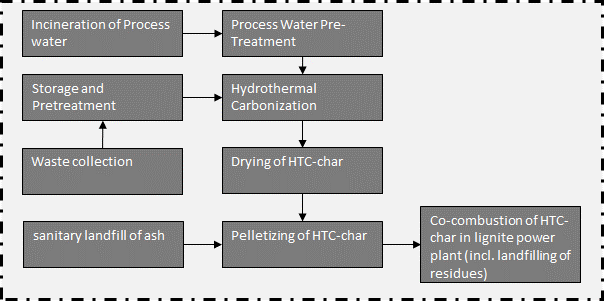 Incineration of Process
water
Process Water Pre-
Treatment
Storage and
Pretreatment
Hydrothermal
Carbonization
Waste collection
Drying of HTC-char
sanitary landfill of ash
Pelletizing of HTC-char
Co-combustion of HTC-
char in lignite power
plant (incl. landfilling of
residues)